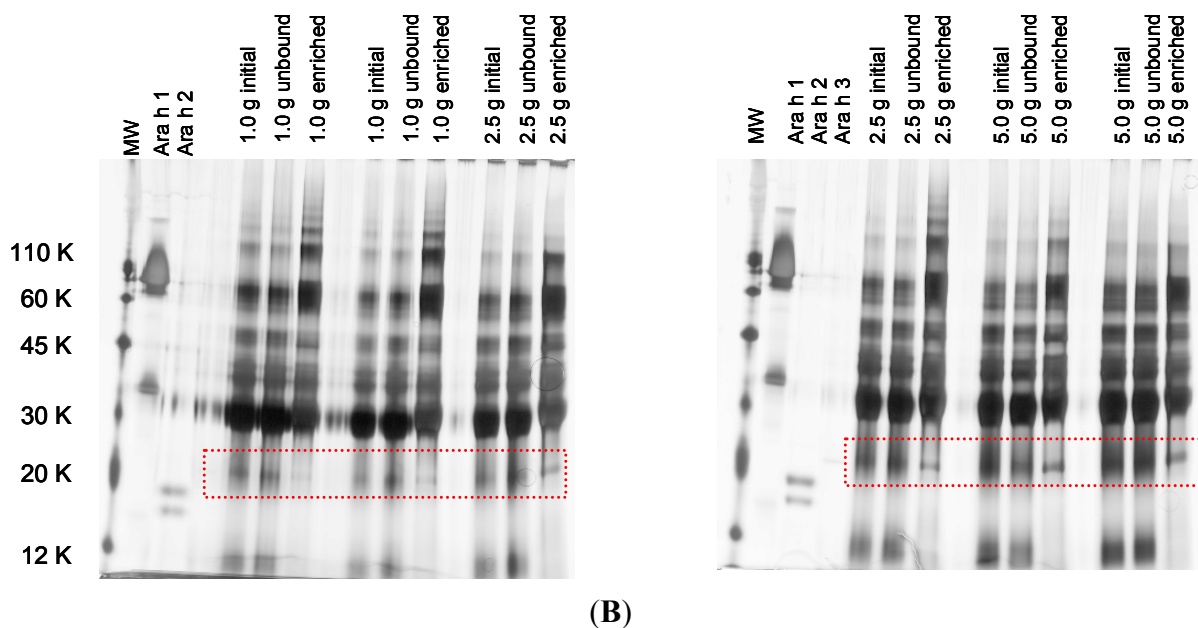 MW
Ara h 1
Ara h 2
1.0 g initial
1.0 g unbound
1.0 g enriched
1.0 g initial
1.0 g unbound
1.0 g enriched
2.5 g initial
2.5 g unbound
2.5 g enriched
MW
Ara h 1
Ara h 2
Ara h 3
2.5 g initial
2.5 g unbound
2.5 g enriched
5.0 g initial
5.0 g unbound
5.0 g enriched
5.0 g initial
5.0 g unbound
5.0 g enriched
110 K
60 K
45 K
30 K
20 K
12 K
(B)